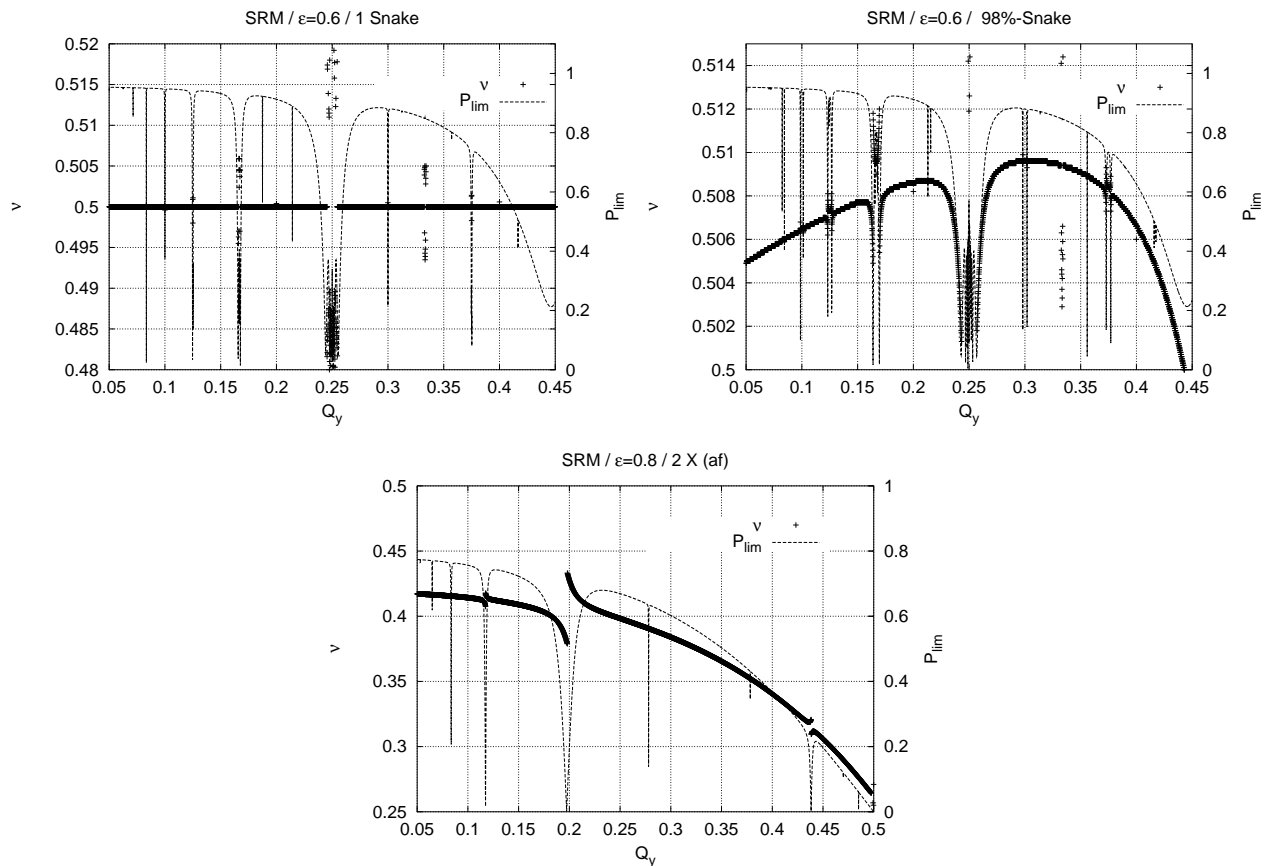 SRM / ε=0.6 / 1 Snake
0.52
0.515
0.51
0.505
0.5
0.495
0.49
0.485
0.48
ν
0.05 0.1 0.15 0.2 0.25 0.3 0.35 0.4 0.45
Q_y
1
0.8
0.6
0.4
0.2
0
P_lim
ν +
P_lim
SRM / ε=0.6 / 98%-Snake
0.514
0.512
0.51
0.508
0.506
0.504
0.502
0.5
ν
0.05 0.1 0.15 0.2 0.25 0.3 0.35 0.4 0.45
Q_y
1
0.8
0.6
0.4
0.2
0
P_lim
ν +
P_lim
SRM / ε=0.8 / 2 X (af)
0.5
0.45
0.4
0.35
0.3
0.25
ν
0.05 0.1 0.15 0.2 0.25 0.3 0.35 0.4 0.45 0.5
Q_y
1
0.8
0.6
0.4
0.2
0
P_lim
ν +
P_lim